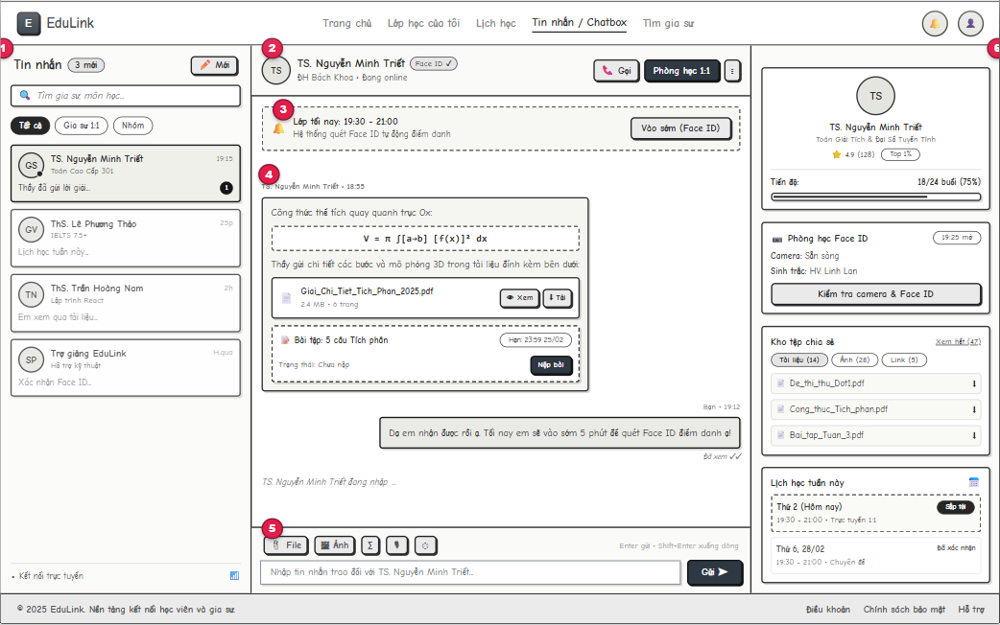 E EduLink
Trang chủ Lớp học của tôi Lịch học Tin nhắn / Chatbox Tìm gia sư
1
Tin nhắn 3 mới Mới
Tìm gia sư, môn học...
Tất cả Gia sư 1:1 Nhóm
GS TS. Nguyễn Minh Triết 19:15
Toán Cao Cấp 301
Thầy đã gửi lời giải... 1
GV ThS. Lê Phương Thảo 25p
IELTS 7.5+
Lịch học tuần này...
TN ThS. Trần Hoàng Nam 2h
Lập trình React
Em xem qua tài liệu...
SP Trợ giảng EduLink H.qua
Hỗ trợ kỹ thuật
Xác nhận Face ID...
• Kết nối trực tuyến
2
TS TS. Nguyễn Minh Triết Face ID ✓
ĐH Bách Khoa • Đang online
Gọi Phòng học 1:1
3
Lớp tối nay: 19:30 - 21:00
Hệ thống quét Face ID tự động điểm danh
Vào sớm (Face ID)
4
TS. Nguyễn Minh Triết • 18:55
Công thức thể tích quay quanh trục Ox:
V = π ∫[a→b] [f(x)]² dx
Thầy gửi chi tiết các bước và mô phỏng 3D trong tài liệu đính kèm bên dưới:
Giai_Chi_Tiet_Tich_Phan_2025.pdf
2.4 MB • 6 trang
Xem ⬇ Tải
Bài tập: 5 câu Tích phân Hạn: 23:59 25/02
Trạng thái: Chưa nộp Nộp bài
Bạn • 19:12
Dạ em nhận được rồi ạ. Tối nay em sẽ vào sớm 5 phút để quét Face ID điểm danh ạ!
Đã xem ✓✓
TS. Nguyễn Minh Triết đang nhập ...
5
File Ảnh Σ
Enter gửi • Shift+Enter xuống dòng
Nhập tin nhắn trao đổi với TS. Nguyễn Minh Triết...
Gửi ➤
6
TS
TS. Nguyễn Minh Triết
Toán Giải Tích & Đại Số Tuyến Tính
4.9 (128) Top 1%
Tiến độ: 18/24 buổi (75%)
Phòng học Face ID 19:25 mở
Camera: Sẵn sàng
Sinh trắc: HV. Linh Lan
Kiểm tra camera & Face ID
Kho tệp chia sẻ Xem hết (47)
Tài liệu (14) Ảnh (28) Link (5)
De_thi_thu_Dot1.pdf
Cong_thuc_Tich_phan.pdf
Bai_tap_Tuan_3.pdf
Lịch học tuần này
Thứ 2 (Hôm nay) Sắp tới
19:30 - 21:00 • Trực tuyến 1:1
Thứ 6, 28/02 Đã xác nhận
19:30 - 21:00 • Chuyên đề
© 2025 EduLink. Nền tảng kết nối học viên và gia sư.
Điều khoản Chính sách bảo mật Hỗ trợ